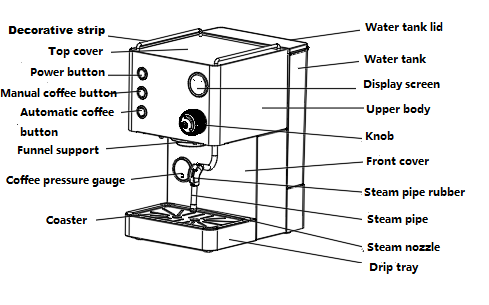 Decorative strip
Top cover
Power button
Manual coffee button
Automatic coffee
button
Funnel support
Coffee pressure gauge
Coaster
Water tank lid
Water tank
Display screen
Upper body
Knob
Front cover
Steam pipe rubber
Steam pipe
Steam nozzle
Drip tray